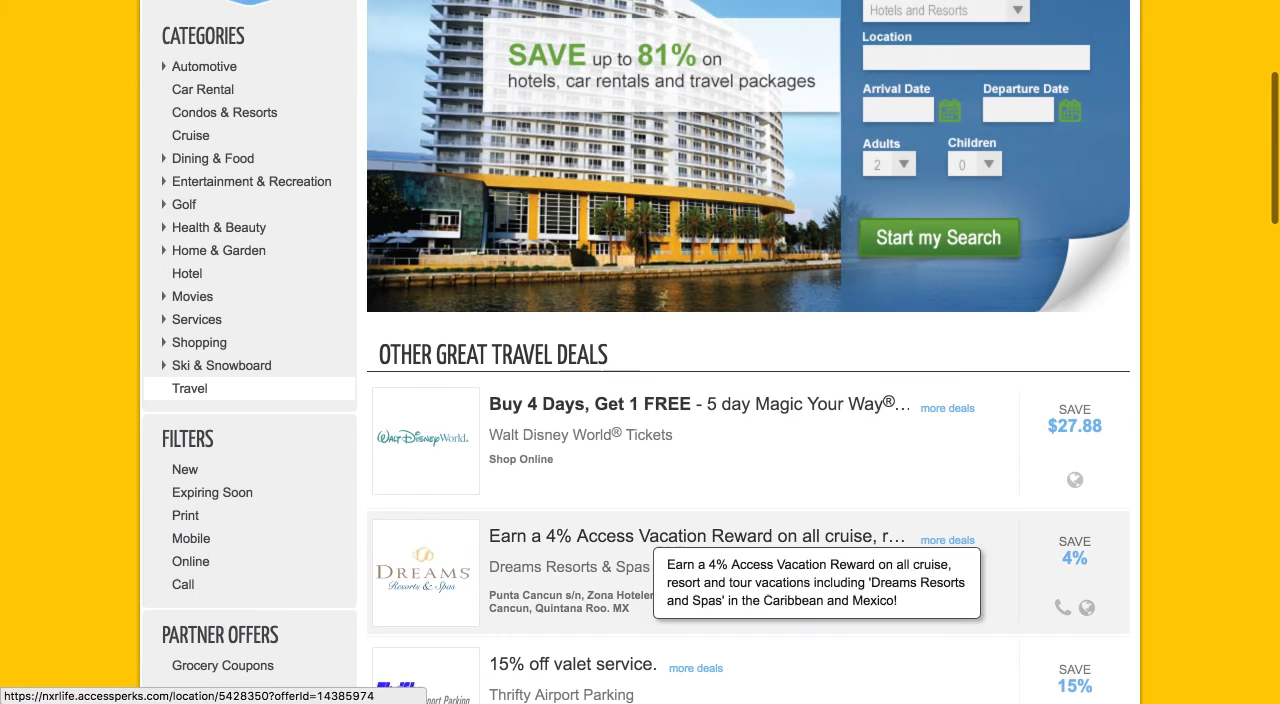 CATEGORIES
Automotive
Car Rental
Condos & Resorts
Cruise
Dining & Food
Entertainment & Recreation
Golf
Health & Beauty
Home & Garden
Hotel
Movies
Services
Shopping
Ski & Snowboard
Travel
FILTERS
New
Expiring Soon
Print
Mobile
Online
Call
PARTNER OFFERS
Grocery Coupons
SAVE up to 81% on
hotels, car rentals and travel packages
Hotels and Resorts
Location
Arrival Date Departure Date
Adults Children
2 0
Start my Search
OTHER GREAT TRAVEL DEALS
WALT DISNEY WORLD.
Buy 4 Days, Get 1 FREE - 5 day Magic Your Way®… more deals
Walt Disney World® Tickets
Shop Online
SAVE
$27.88
DREAMS
Resorts & Spas
Earn a 4% Access Vacation Reward on all cruise, r… more deals
Dreams Resorts & Spas
Punta Cancun s/n, Zona Hoteler
Cancun, Quintana Roo. MX
Earn a 4% Access Vacation Reward on all cruise,
resort and tour vacations including 'Dreams Resorts
and Spas' in the Caribbean and Mexico!
SAVE
4%
15% off valet service. more deals
Thrifty Airport Parking
SAVE
15%
https://nxrlife.accessperks.com/location/5428350?offerId=14385974